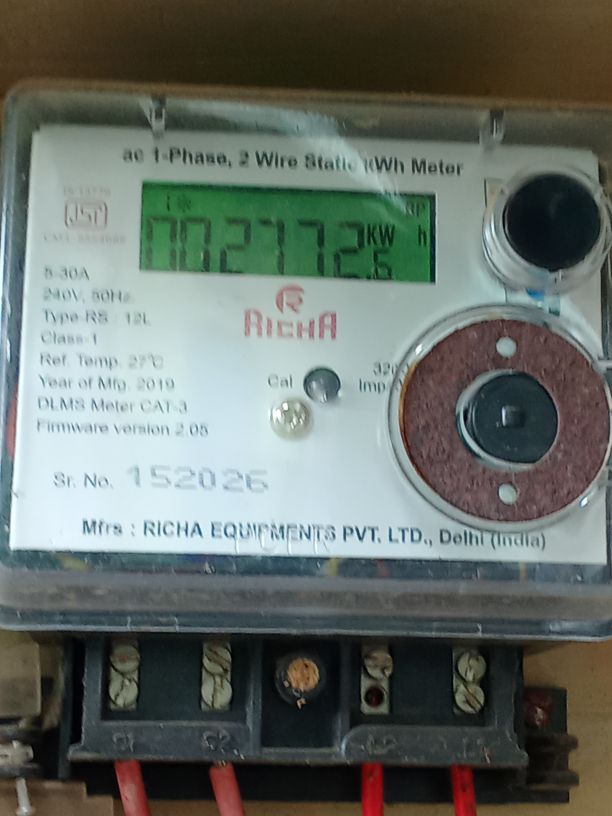 ac 1-Phase, 2 Wire Static kWh Meter
002772.6 KW h
5-30A
240V, 50Hz.
Type-RS : 12L
Class-1
Ref. Temp. 27°C
Year of Mfg. 2019
DLMS Meter CAT-3
Firmware version 2.05
RICHA
Cal
Imp
Sr. No. 152026
Mfrs : RICHA EQUIPMENTS PVT. LTD., Delhi (India)